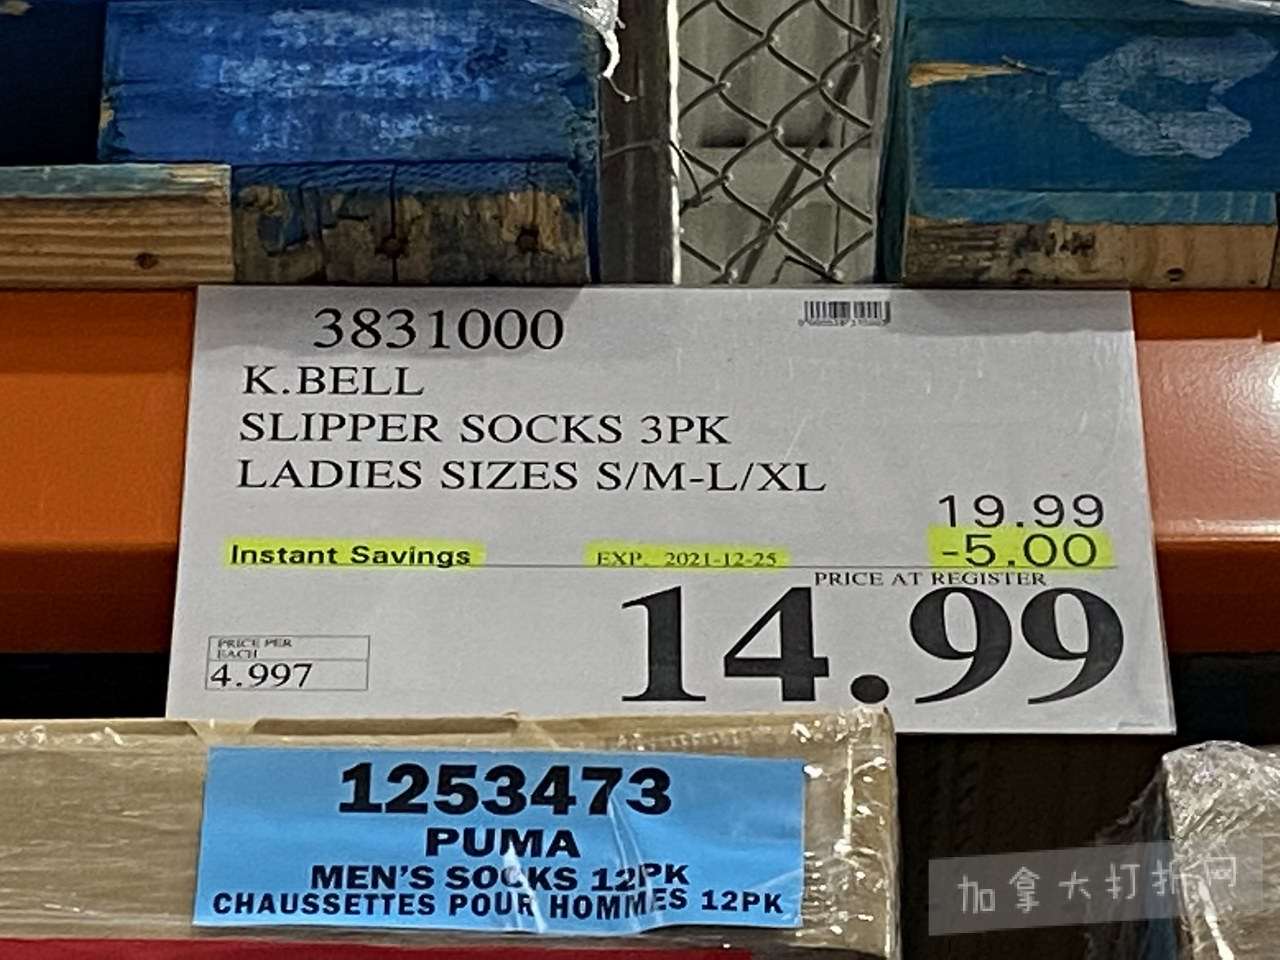 3831000
K.BELL
SLIPPER SOCKS 3PK
LADIES SIZES S/M-L/XL
19.99
Instant Savings EXP. 2021-12-25 -5.00
PRICE AT REGISTER
14.99
PRICE PER
EACH
4.997
1253473
PUMA
MEN'S SOCKS 12PK
CHAUSSETTES POUR HOMMES 12PK
加拿大打折网